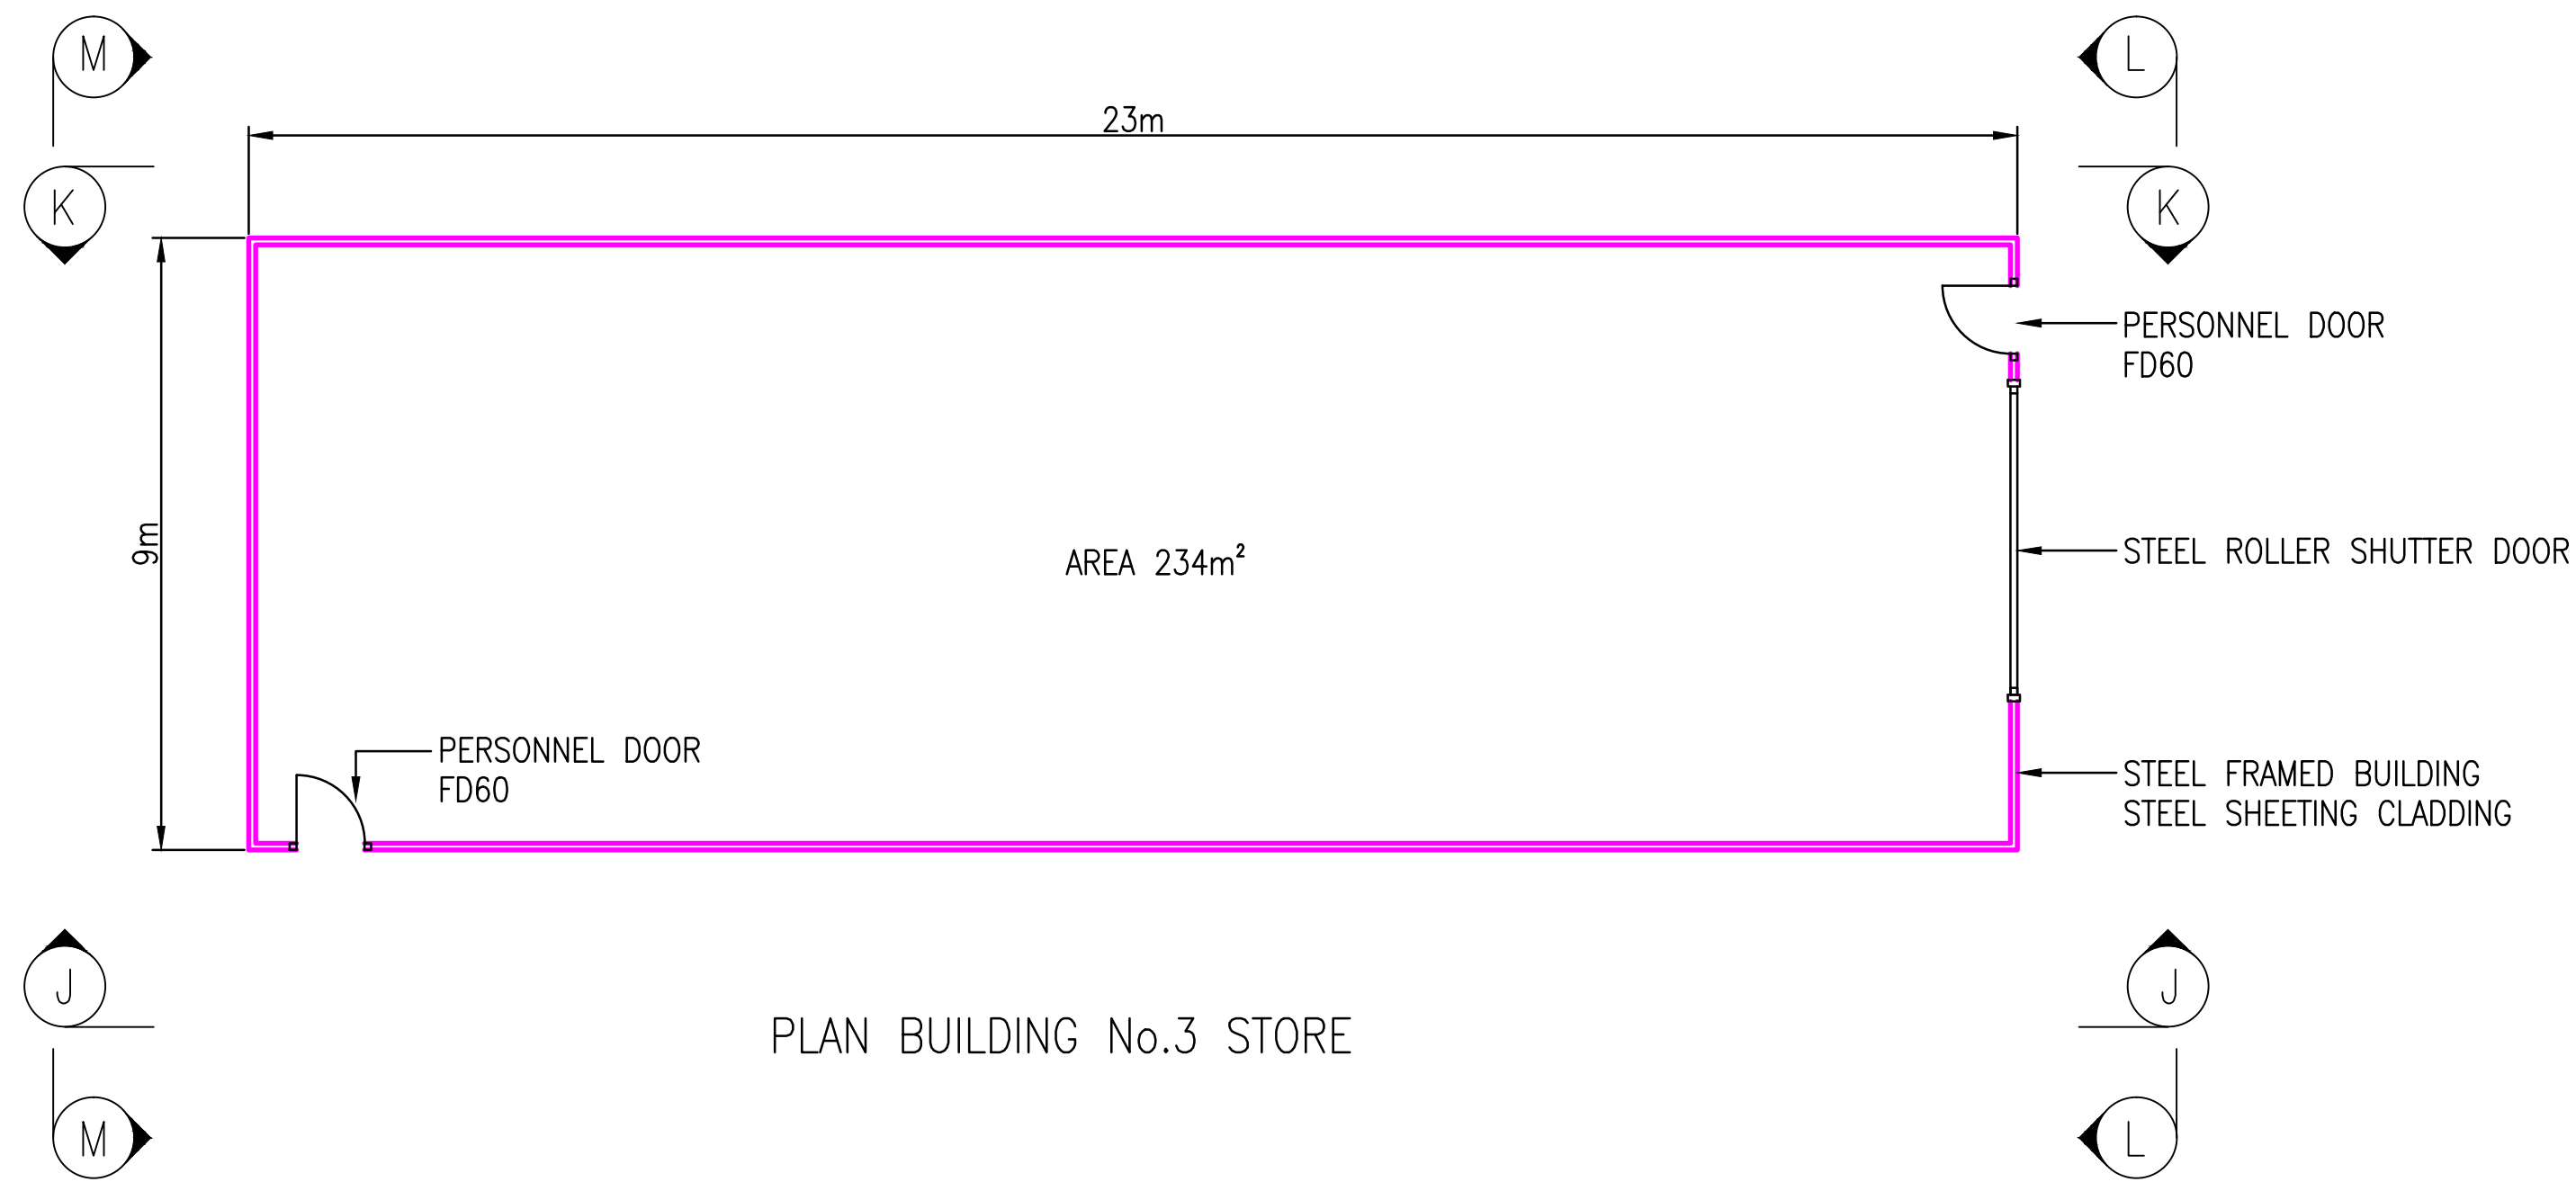 M
L
23m
K
K
PERSONNEL DOOR
FD60
9m
AREA 234m²
STEEL ROLLER SHUTTER DOOR
PERSONNEL DOOR
FD60
STEEL FRAMED BUILDING
STEEL SHEETING CLADDING
J
J
PLAN BUILDING No.3 STORE
M
L